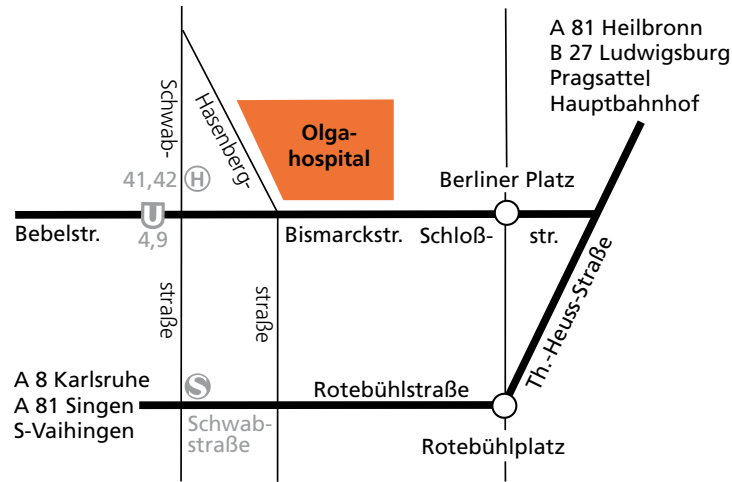 A 81 Heilbronn
B 27 Ludwigsburg
Pragsattel
Hauptbahnhof
Schwab-
straße
Hasenberg-
straße
Olga-
hospital
41,42 H
Berliner Platz
U
Bebelstr.
4,9
Bismarckstr.
Schloß-
str.
Th.-Heuss-Straße
A 8 Karlsruhe
A 81 Singen
S-Vaihingen
S
Schwab-
straße
Rotebühlstraße
Rotebühlplatz